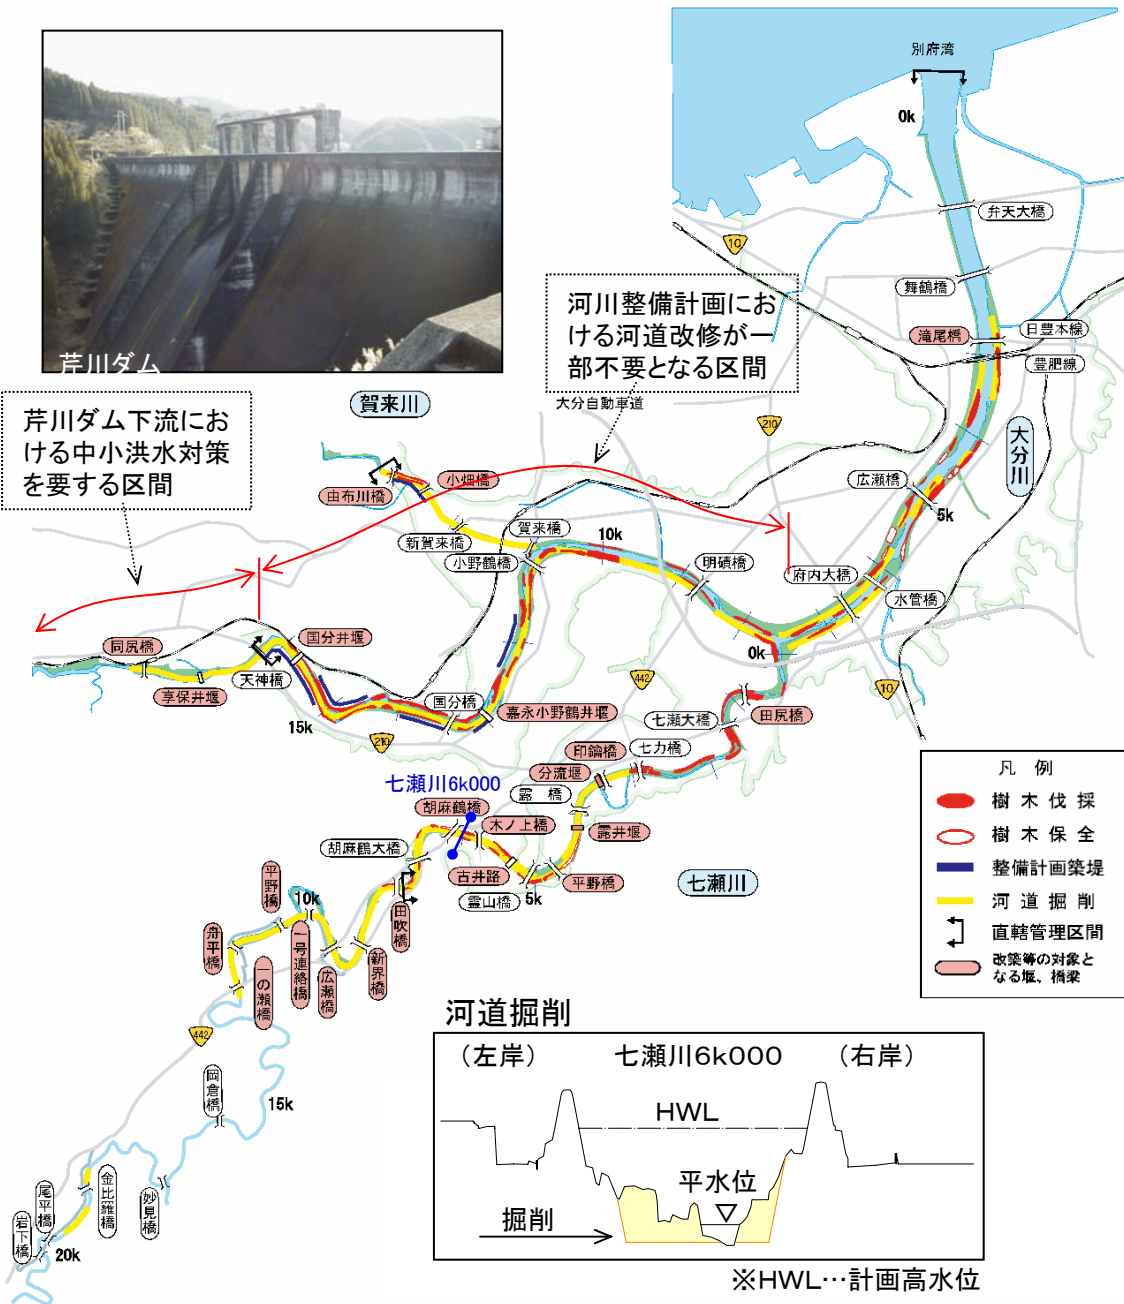 別府湾
0k
弁天大橋
10
舞鶴橋
滝尾橋
日豊本線
豊肥線
芹川ダム
河川整備計画にお
ける河道改修が一
部不要となる区間
大分自動車道
210
賀来川
芹川ダム下流にお
ける中小洪水対策
を要する区間
大分川
広瀬橋
5k
小畑橋
由布川橋
新賀来橋
賀来橋
小野鶴橋
10k
明磧橋
府内大橋
水管橋
0k
同尻橋
国分井堰
享保井堰
天神橋
15k
国分橋
嘉永小野鶴井堰
210
442
10
七瀬大橋
田尻橋
印鑰橋
七力橋
分流堰
七瀬川6k000
露橋
胡麻鶴橋
木ノ上橋
露井堰
胡麻鶴大橋
古井路
平野橋
霊山橋
5k
七瀬川
平野橋
10k
田吹橋
舟平橋
一号連絡橋
広瀬橋
新界橋
一の瀬橋
442
岡倉橋
15k
金比羅橋
妙見橋
尾平橋
岩下橋
20k
凡例
樹木伐採
樹木保全
整備計画築堤
河道掘削
直轄管理区間
改築等の対象と
なる堰、橋梁
河道掘削
（左岸）
七瀬川6k000
（右岸）
HWL
平水位
掘削
※HWL…計画高水位